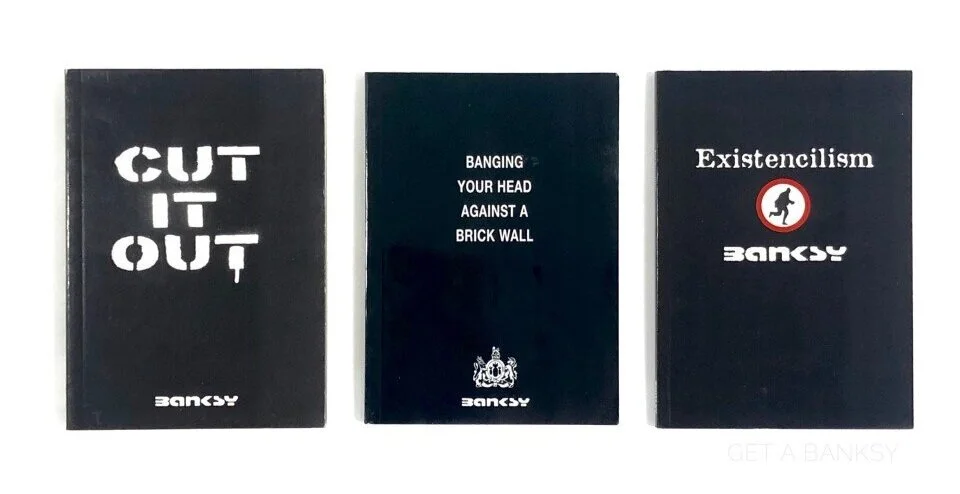 CUT
IT
OUT
BANKSY
BANGING
YOUR HEAD
AGAINST A
BRICK WALL
BANKSY
Existencilism
BANKSY
GET A BANKSY